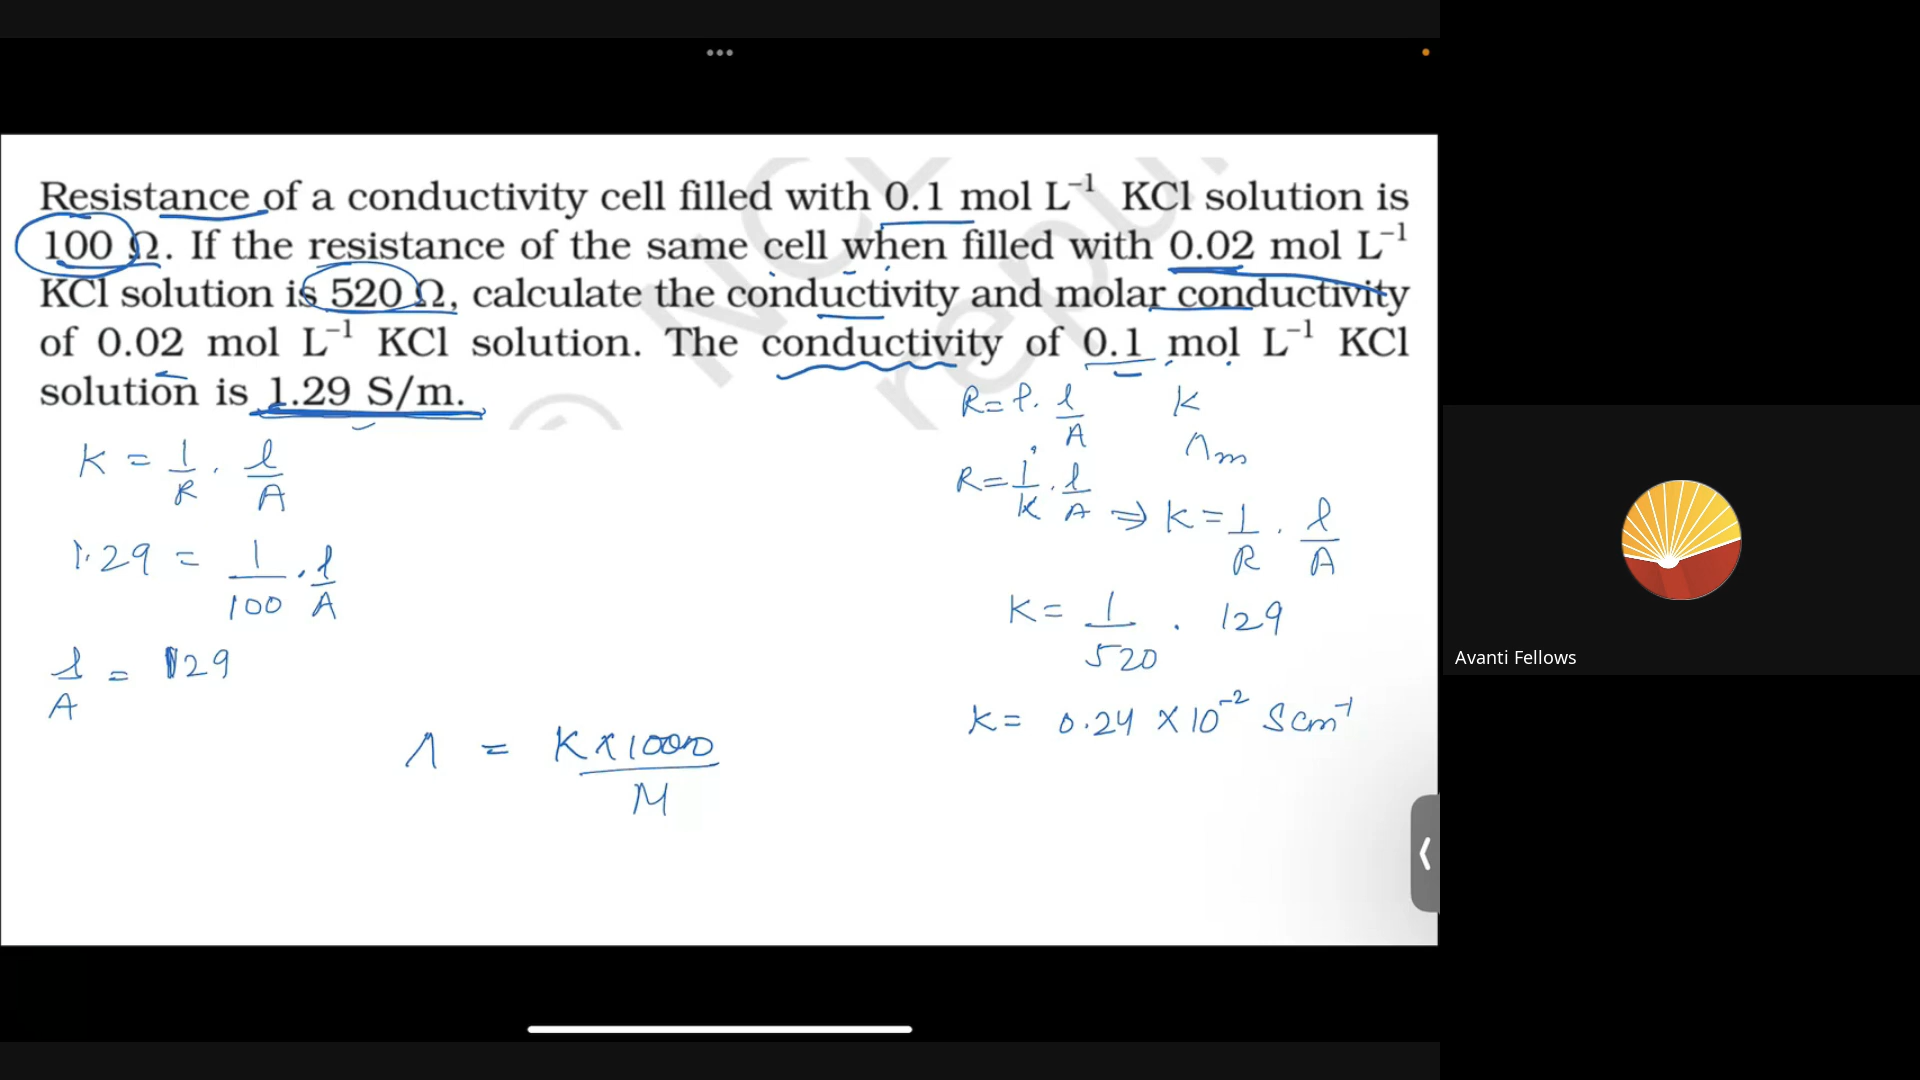 Resistance of a conductivity cell filled with 0.1 mol L⁻¹ KCl solution is
100 Ω. If the resistance of the same cell when filled with 0.02 mol L⁻¹
KCl solution is 520 Ω, calculate the conductivity and molar conductivity
of 0.02 mol L⁻¹ KCl solution. The conductivity of 0.1 mol L⁻¹ KCl
solution is 1.29 S/m.
K = 1/R · l/A
1.29 = 1/100 · l/A
l/A = 129
Λ = K × 1000 / M
R = ρ · l/A
K
Λm
R = 1/K · l/A ⇒ K = 1/R · l/A
K = 1/520 · 129
K = 0.24 × 10⁻² S cm⁻¹
Avanti Fellows